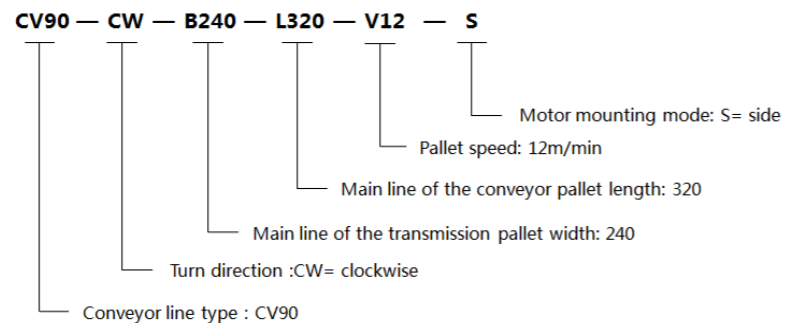 CV90 — CW — B240 — L320 — V12 — S
Motor mounting mode: S= side
Pallet speed: 12m/min
Main line of the conveyor pallet length: 320
Main line of the transmission pallet width: 240
Turn direction :CW= clockwise
Conveyor line type : CV90